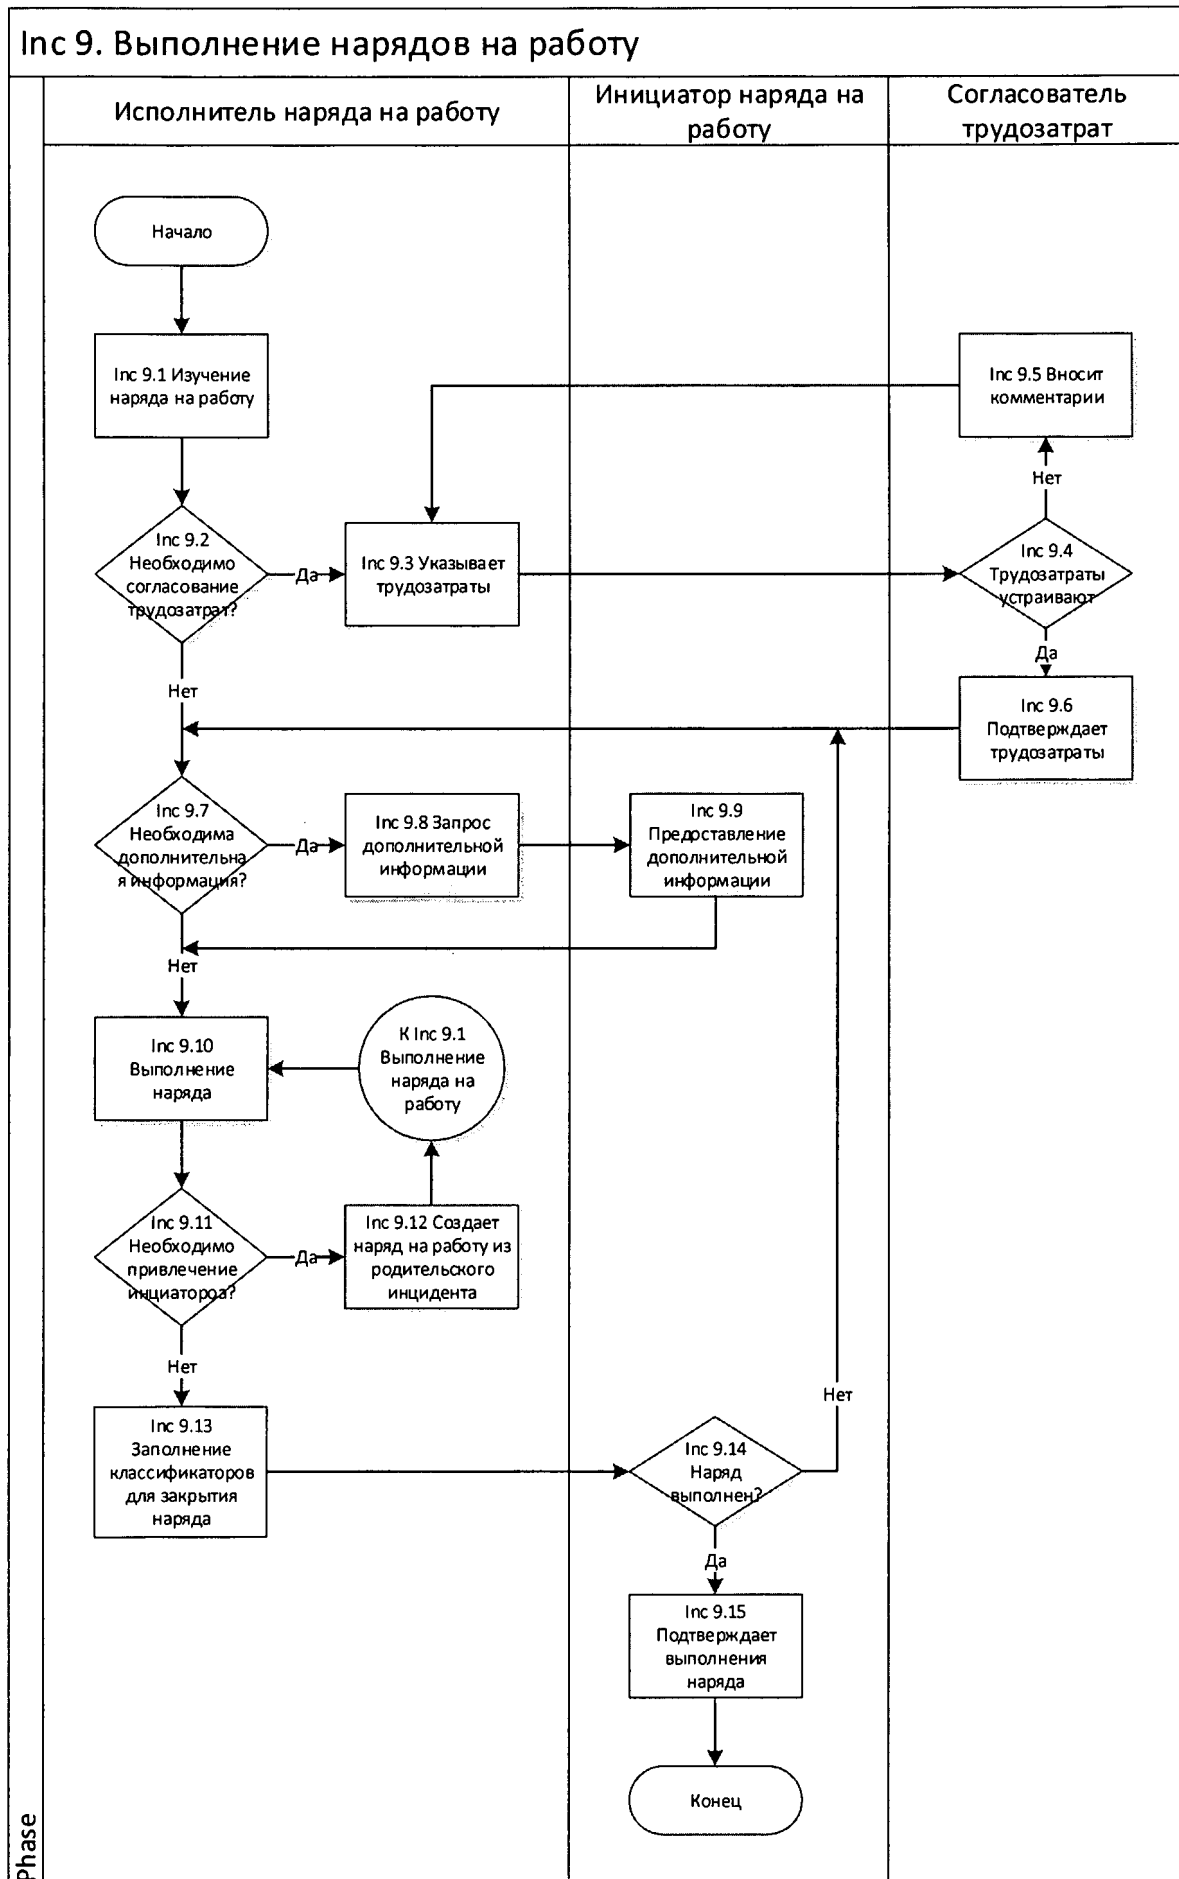 Inc 9. Выполнение нарядов на работу
Исполнитель наряда на работу
Инициатор наряда на
работу
Согласователь
трудозатрат
Начало
Inc 9.1 Изучение
наряда на работу
Inc 9.5 Вносит
комментарии
Нет
Inc 9.2
Необходимо
согласование
трудозатрат?
Да
Inc 9.3 Указывает
трудозатраты
Inc 9.4
Трудозатраты
устраивают
Да
Нет
Inc 9.6
Подтверждает
трудозатраты
Inc 9.7
Необходима
дополнительна
я информация?
Да
Inc 9.8 Запрос
дополнительной
информации
Inc 9.9
Предоставление
дополнительной
информации
Нет
Inc 9.10
Выполнение
наряда
К Inc 9.1
Выполнение
наряда на
работу
Inc 9.11
Необходимо
привлечение
инциатороа?
Да
Inc 9.12 Создает
наряд на работу из
родительского
инцидента
Нет
Inc 9.13
Заполнение
классификаторов
для закрытия
наряда
Inc 9.14
Наряд
выполнен?
Нет
Да
Inc 9.15
Подтверждает
выполнения
наряда
Конец
Phase